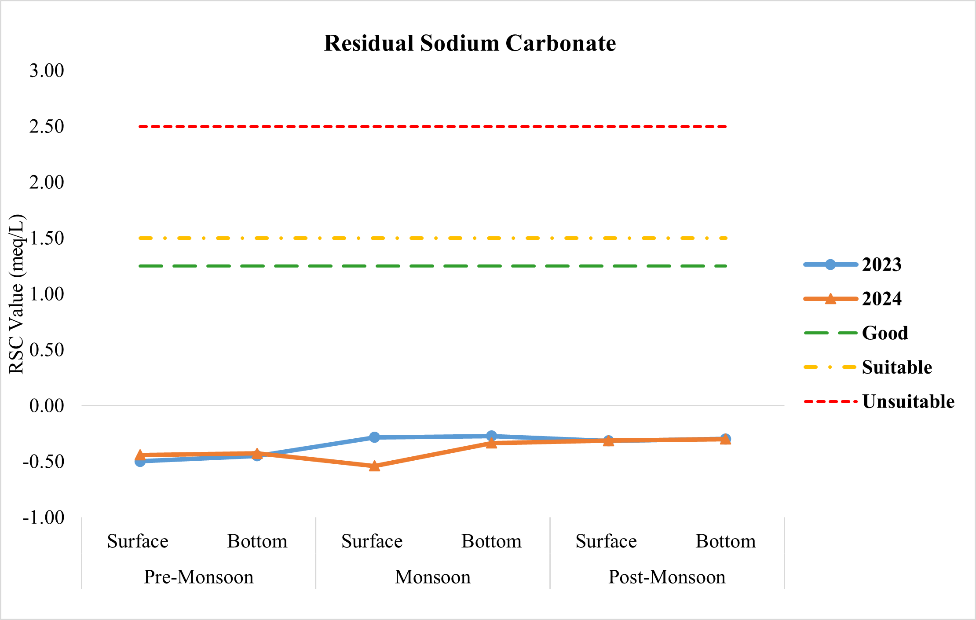 Residual Sodium Carbonate
RSC Value (meq/L)
3.00
2.50
2.00
1.50
1.00
0.50
0.00
-0.50
-1.00
Surface Bottom Surface Bottom Surface Bottom
Pre-Monsoon Monsoon Post-Monsoon
2023
2024
Good
Suitable
Unsuitable